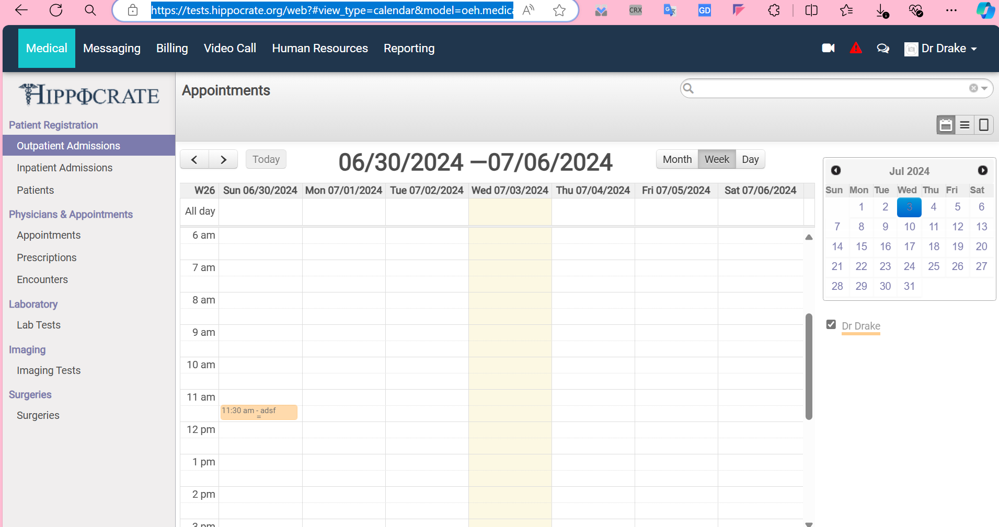 https://tests.hippocrate.org/web?#view_type=calendar&model=oeh.medic
CRX
GD
Medical
Messaging
Billing
Video Call
Human Resources
Reporting
Dr Drake
HIPPOCRATE
Patient Registration
Outpatient Admissions
Inpatient Admissions
Patients
Physicians & Appointments
Appointments
Prescriptions
Encounters
Laboratory
Lab Tests
Imaging
Imaging Tests
Surgeries
Surgeries
Appointments
Today
06/30/2024 —07/06/2024
Month Week Day
W26 Sun 06/30/2024 Mon 07/01/2024 Tue 07/02/2024 Wed 07/03/2024 Thu 07/04/2024 Fri 07/05/2024 Sat 07/06/2024
All day
6 am
7 am
8 am
9 am
10 am
11 am
11:30 am - adsf
12 pm
1 pm
2 pm
3 pm
Jul 2024
Sun Mon Tue Wed Thu Fri Sat
1 2 3 4 5 6
7 8 9 10 11 12 13
14 15 16 17 18 19 20
21 22 23 24 25 26 27
28 29 30 31
Dr Drake